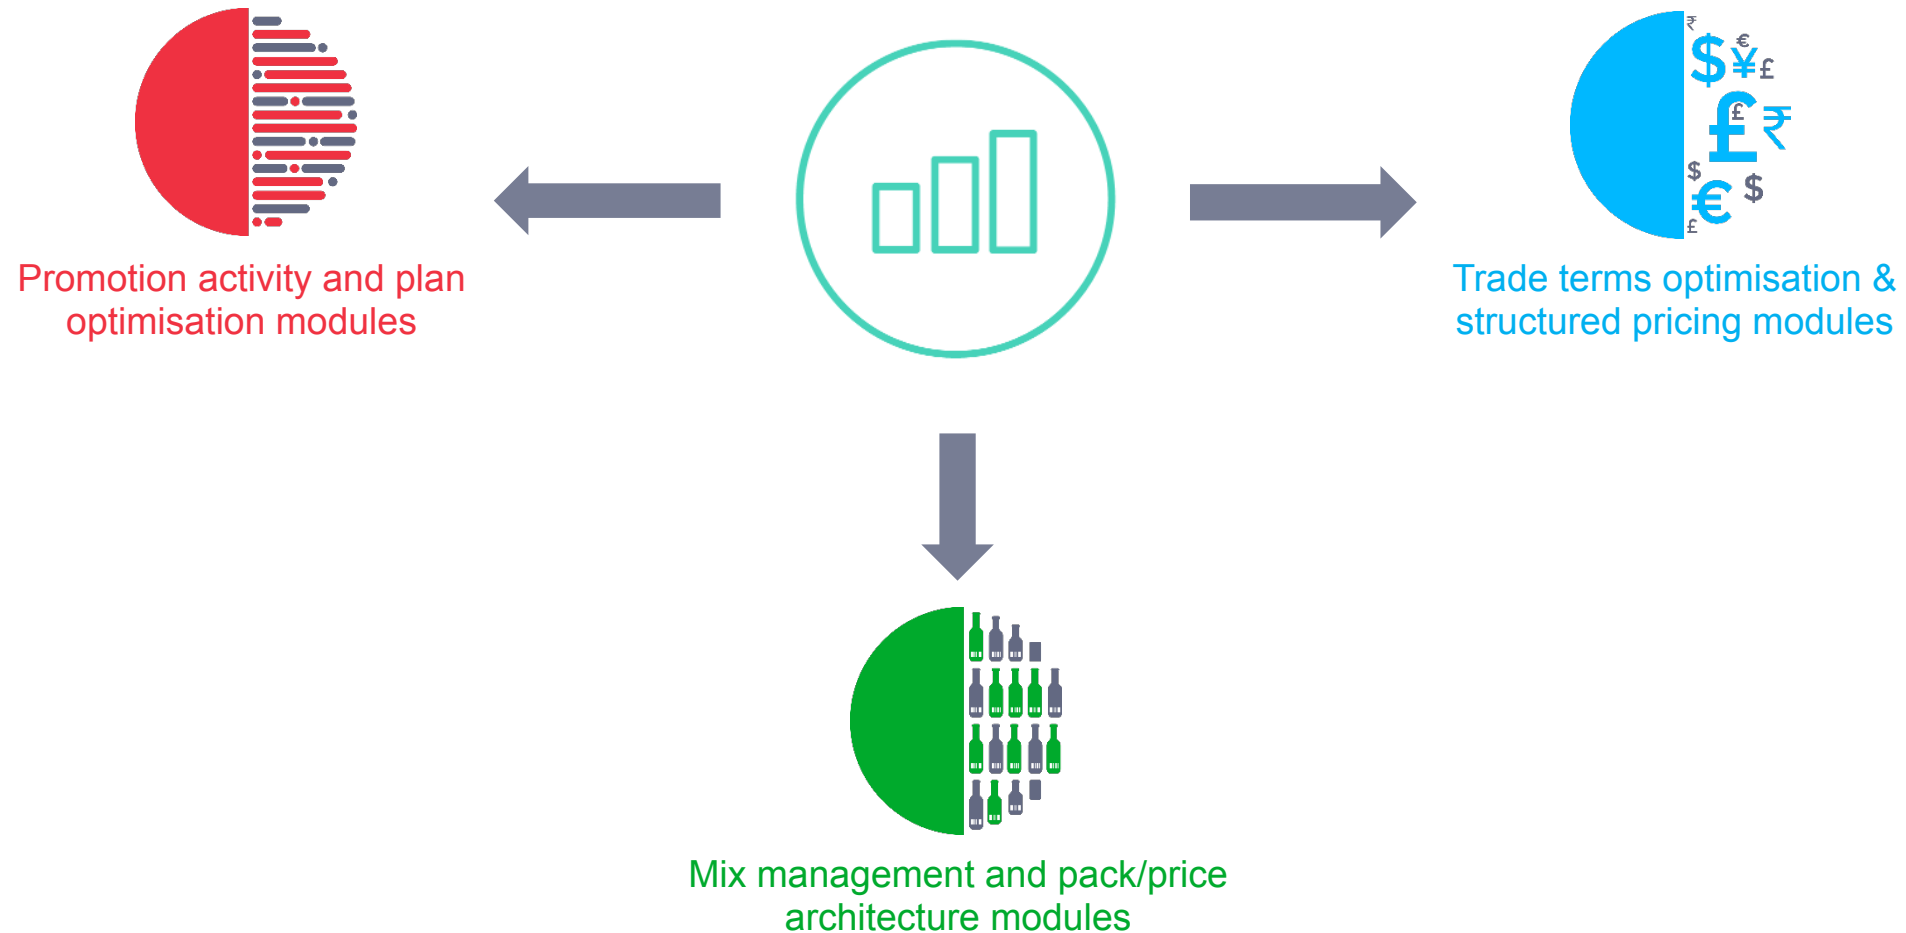 ₹
€
$ ¥ £
£
£ ₹
$
€ $
£
Promotion activity and plan
optimisation modules
Trade terms optimisation &
structured pricing modules
Mix management and pack/price
architecture modules